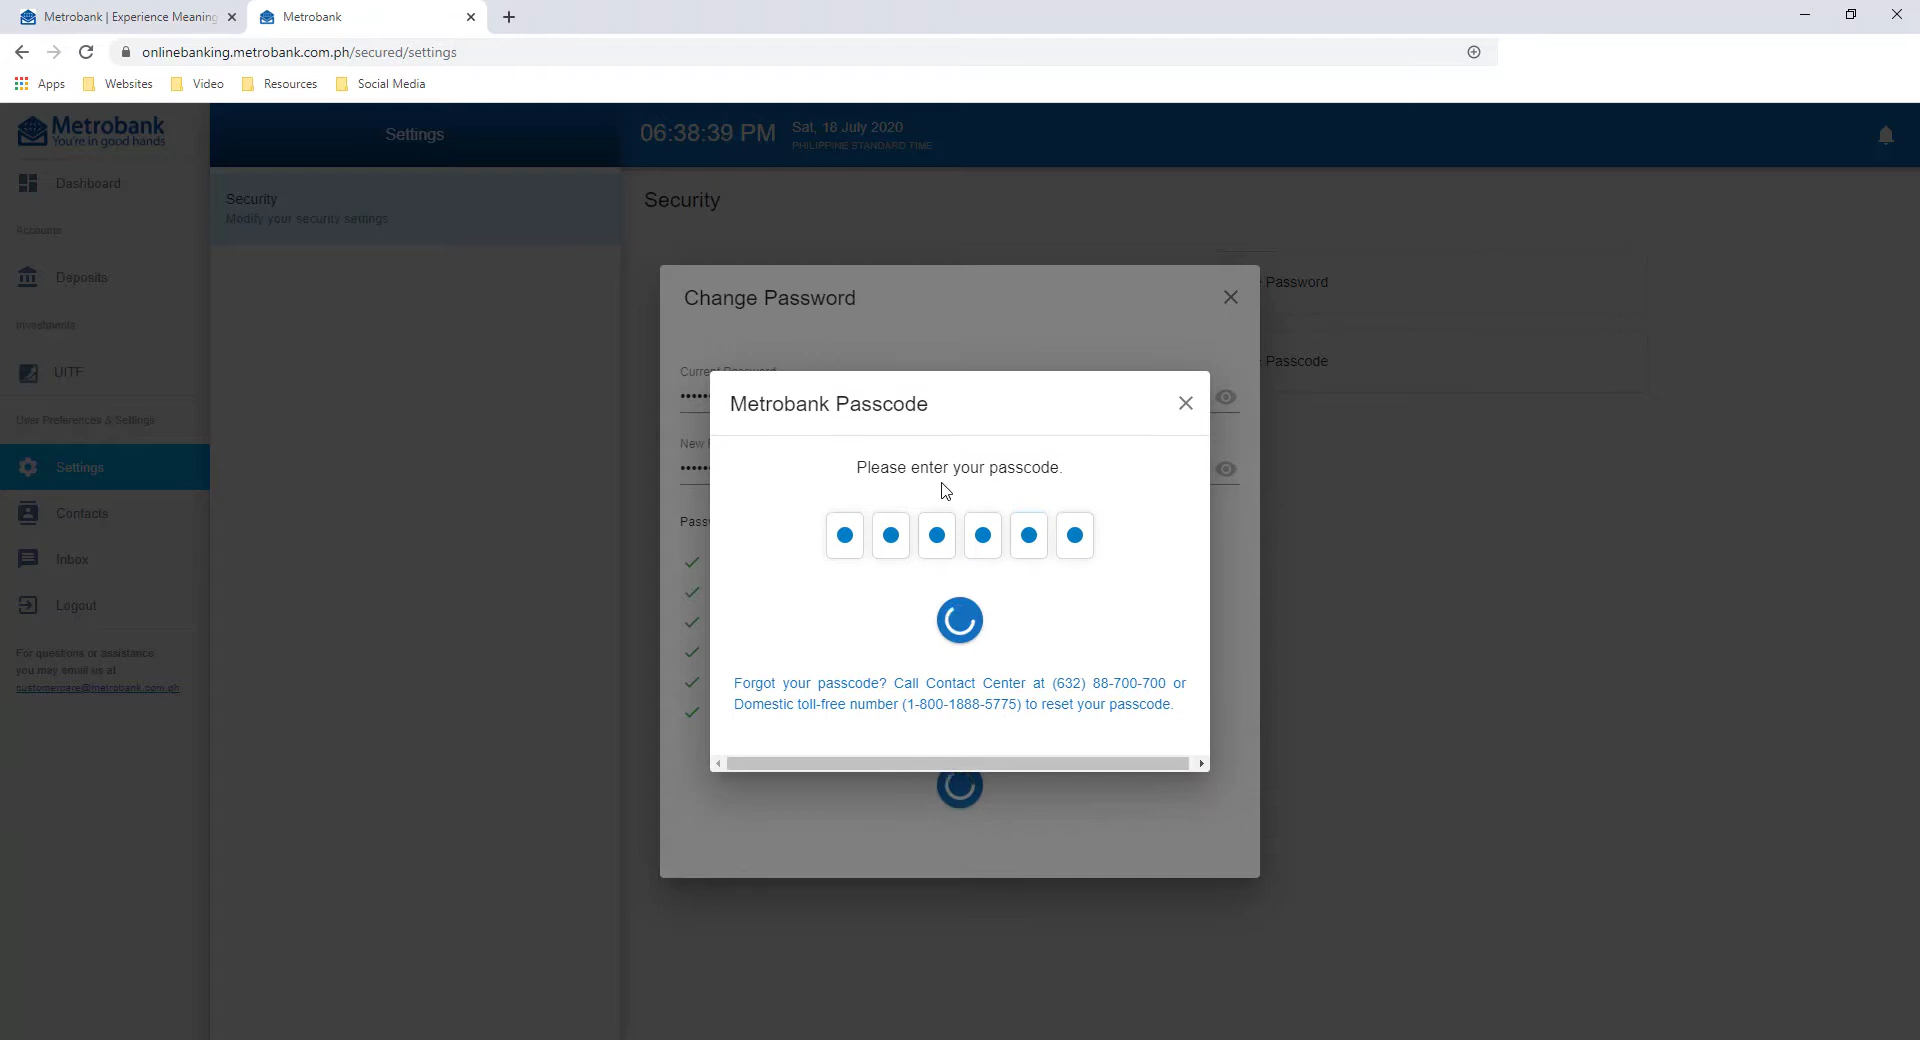 Metrobank | Experience Meaning
Metrobank
onlinebanking.metrobank.com.ph/secured/settings
Apps
Websites
Video
Resources
Social Media
Metrobank
You're in good hands
Settings
06:38:39 PM
Sat, 18 July 2020
PHILIPPINE STANDARD TIME
Dashboard
Accounts
Deposits
Investments
UITF
User Preferences & Settings
Settings
Contacts
Inbox
Logout
For questions or assistance
you may email us at
customercare@metrobank.com.ph
Security
Modify your security settings
Security
Password
Passcode
Change Password
Current Password
New
Metrobank Passcode
Please enter your passcode.
Forgot your passcode? Call Contact Center at (632) 88-700-700 or
Domestic toll-free number (1-800-1888-5775) to reset your passcode.